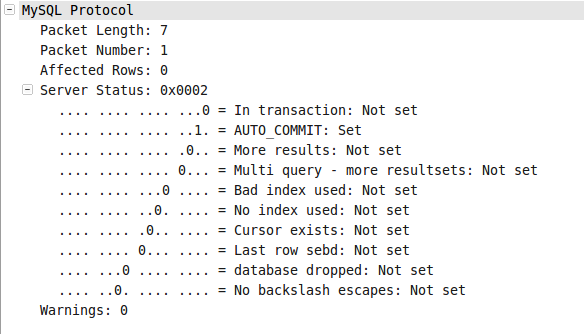 MySQL Protocol
Packet Length: 7
Packet Number: 1
Affected Rows: 0
Server Status: 0x0002
.... .... .... ...0 = In transaction: Not set
.... .... .... ..1. = AUTO_COMMIT: Set
.... .... .... .0.. = More results: Not set
.... .... .... 0... = Multi query - more resultsets: Not set
.... .... ...0 .... = Bad index used: Not set
.... .... ..0. .... = No index used: Not set
.... .... .0.. .... = Cursor exists: Not set
.... .... 0... .... = Last row sebd: Not set
.... ...0 .... .... = database dropped: Not set
.... ..0. .... .... = No backslash escapes: Not set
Warnings: 0